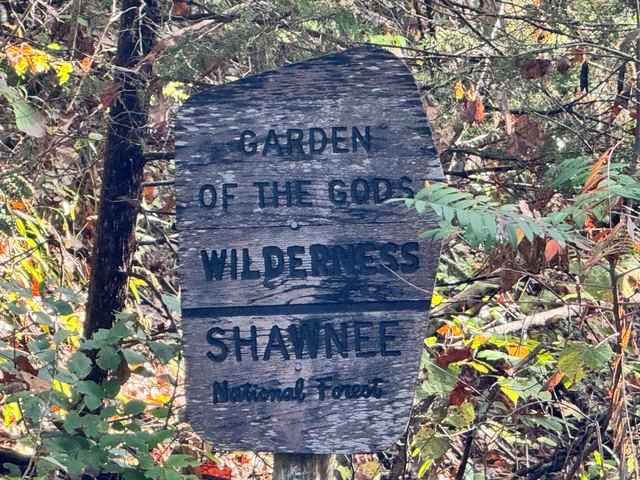 GARDEN
OF THE GODS
WILDERNESS
SHAWNEE
National Forest